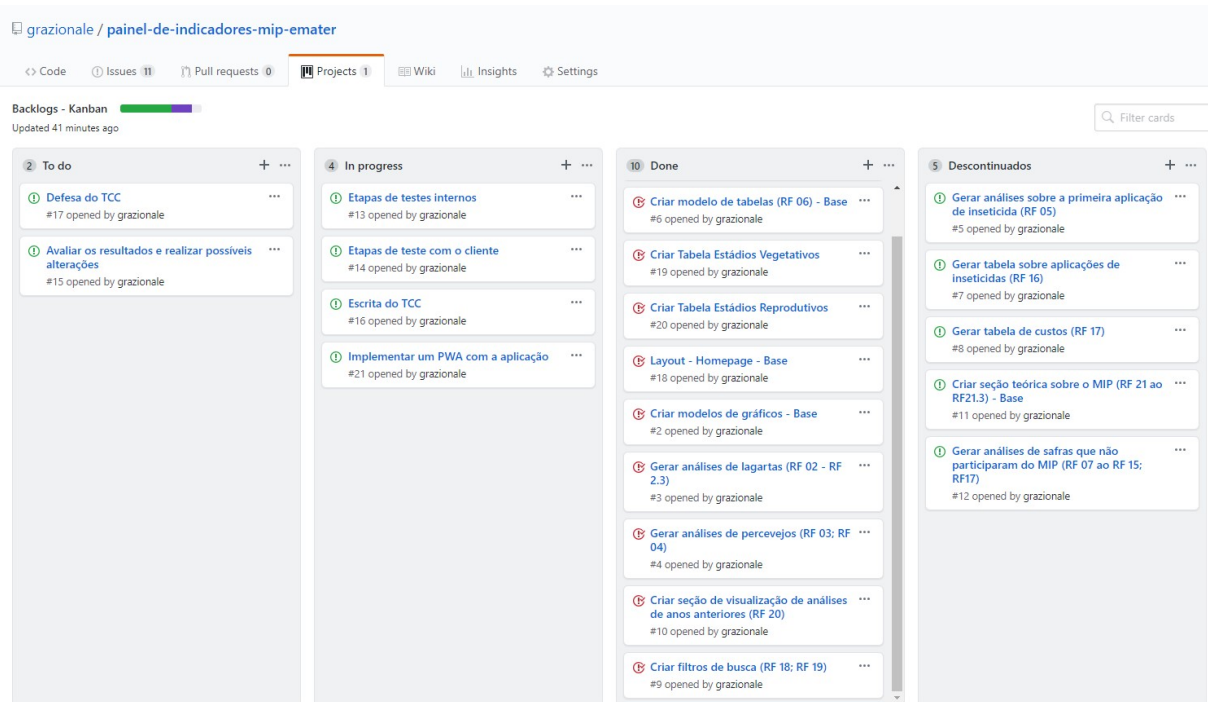 grazionale / painel-de-indicadores-mip-emater
Code Issues 11 Pull requests 0 Projects 1 Wiki Insights Settings
Backlogs - Kanban
Updated 41 minutes ago
Filter cards
2 To do
Defesa do TCC
#17 opened by grazionale
Avaliar os resultados e realizar possíveis
alterações
#15 opened by grazionale
4 In progress
Etapas de testes internos
#13 opened by grazionale
Etapas de teste com o cliente
#14 opened by grazionale
Escrita do TCC
#16 opened by grazionale
Implementar um PWA com a aplicação
#21 opened by grazionale
10 Done
Criar modelo de tabelas (RF 06) - Base
#6 opened by grazionale
Criar Tabela Estádios Vegetativos
#19 opened by grazionale
Criar Tabela Estádios Reprodutivos
#20 opened by grazionale
Layout - Homepage - Base
#18 opened by grazionale
Criar modelos de gráficos - Base
#2 opened by grazionale
Gerar análises de lagartas (RF 02 - RF
2.3)
#3 opened by grazionale
Gerar análises de percevejos (RF 03; RF
04)
#4 opened by grazionale
Criar seção de visualização de análises
de anos anteriores (RF 20)
#10 opened by grazionale
Criar filtros de busca (RF 18; RF 19)
#9 opened by grazionale
5 Descontinuados
Gerar análises sobre a primeira aplicação
de inseticida (RF 05)
#5 opened by grazionale
Gerar tabela sobre aplicações de
inseticidas (RF 16)
#7 opened by grazionale
Gerar tabela de custos (RF 17)
#8 opened by grazionale
Criar seção teórica sobre o MIP (RF 21 ao
RF21.3) - Base
#11 opened by grazionale
Gerar análises de safras que não
participaram do MIP (RF 07 ao RF 15;
RF17)
#12 opened by grazionale